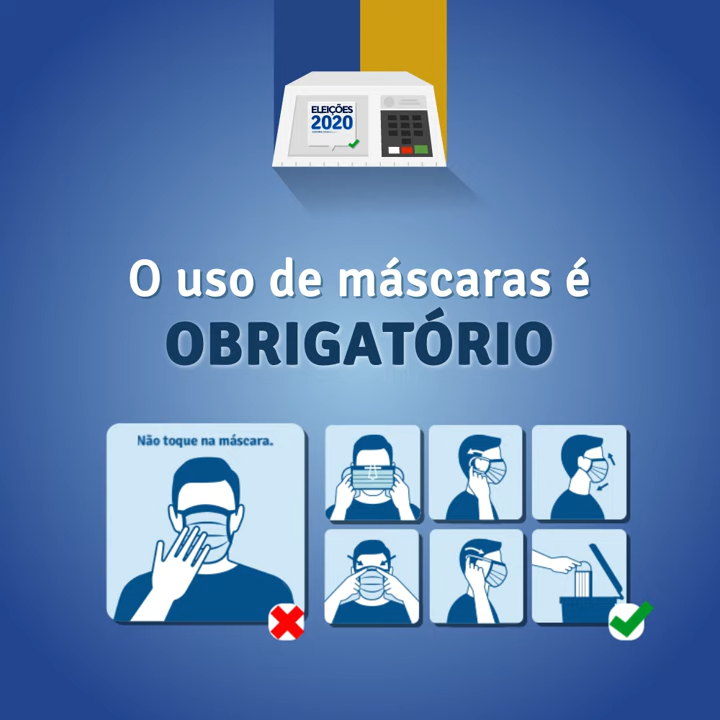 ELEIÇÕES
2020
O uso de máscaras é
OBRIGATÓRIO
Não toque na máscara.